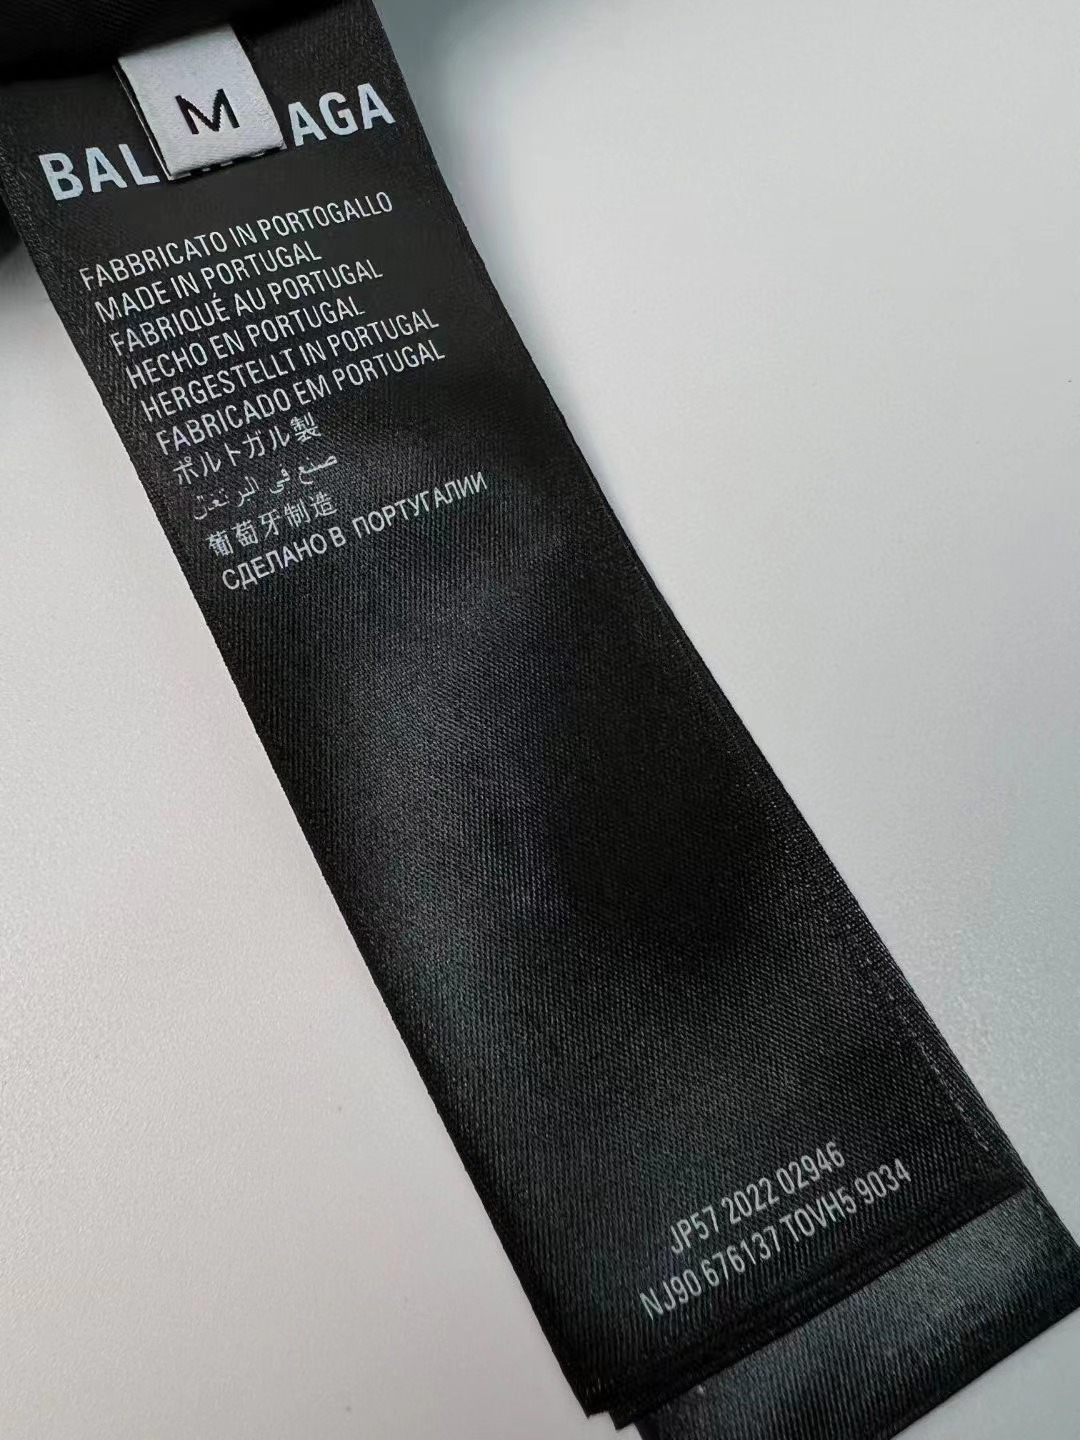 M
BAL AGA
FABBRICATO IN PORTOGALLO
MADE IN PORTUGAL
FABRIQUÉ AU PORTUGAL
HECHO EN PORTUGAL
HERGESTELLT IN PORTUGAL
FABRICADO EM PORTUGAL
ポルトガル製
صنع في البرتغال
葡萄牙制造
СДЕЛАНО В ПОРТУГАЛИИ
JP57 2022 02946
NJ90 676137 TOVH5 9034